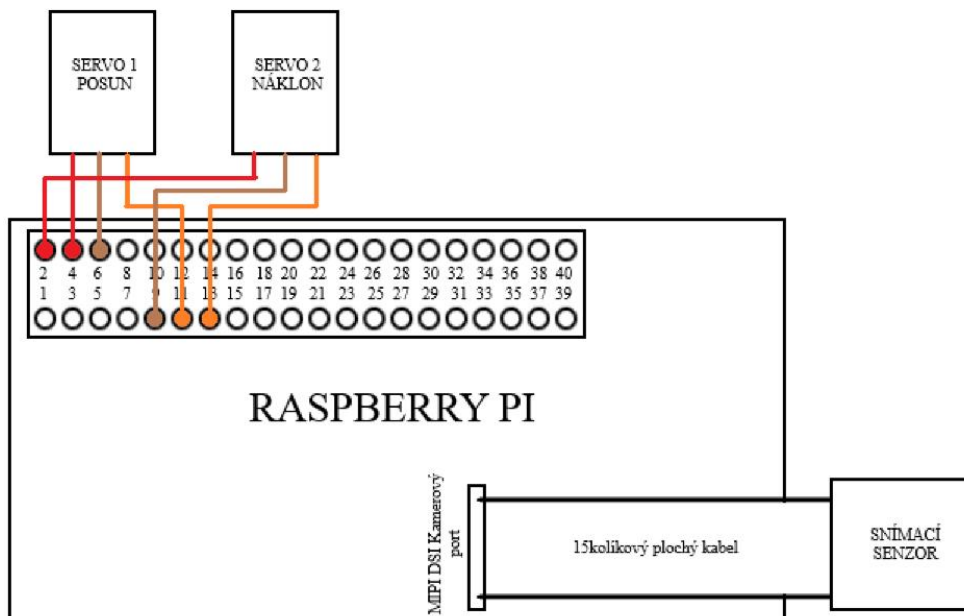 SERVO 1
POSUN
SERVO 2
NÁKLON
2 4 6 8 10 12 14 16 18 20 22 24 26 28 30 32 34 36 38 40
1 3 5 7 9 11 13 15 17 19 21 23 25 27 29 31 33 35 37 39
RASPBERRY PI
MIPI DSI Kamerový
port
15kolíkový plochý kabel
SNÍMACÍ
SENZOR